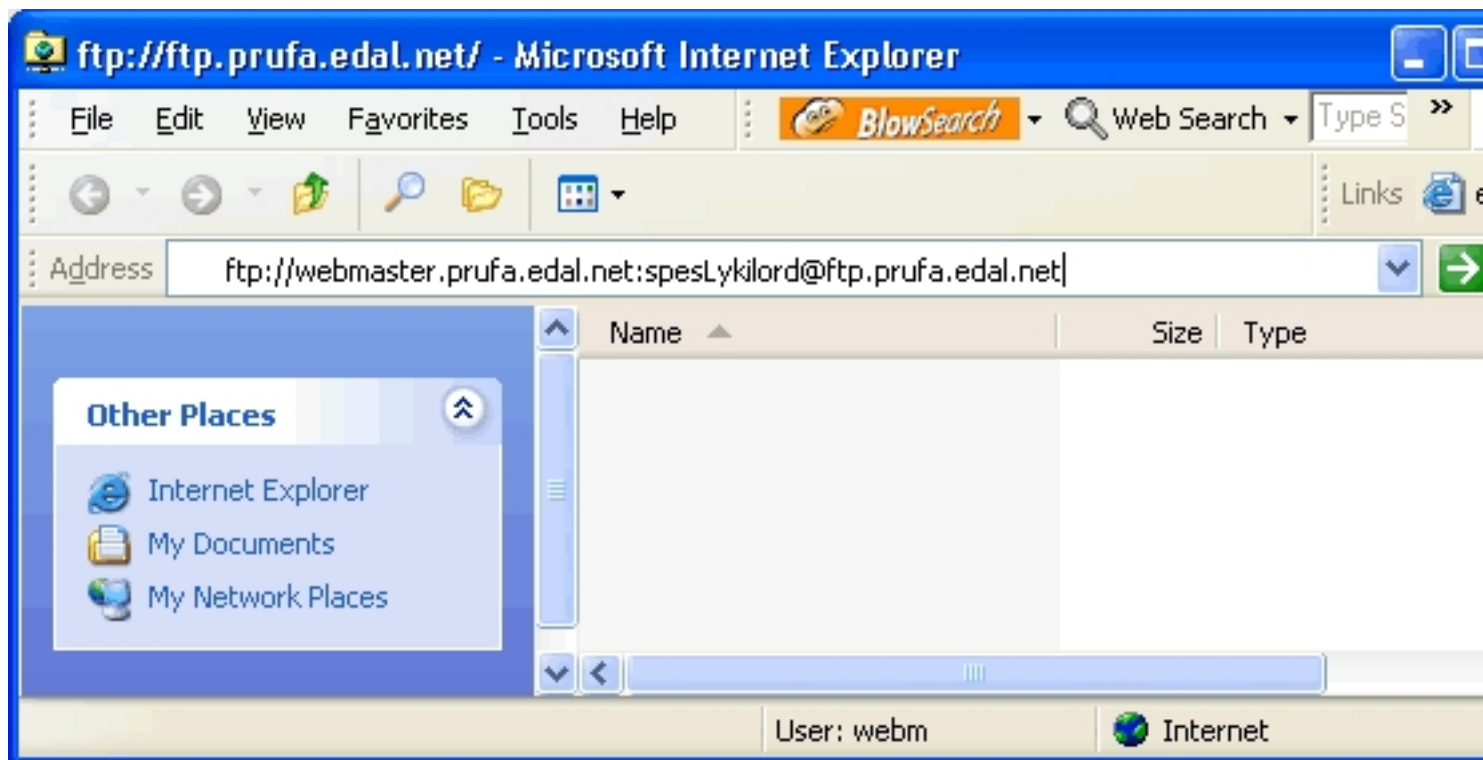 ftp://ftp.prufa.edal.net/ - Microsoft Internet Explorer
File Edit View Favorites Tools Help BlowSearch Web Search Type S »
Links e
Address ftp://webmaster.prufa.edal.net:spesLykilord@ftp.prufa.edal.net
Name Size Type
Other Places
Internet Explorer
My Documents
My Network Places
User: webm Internet